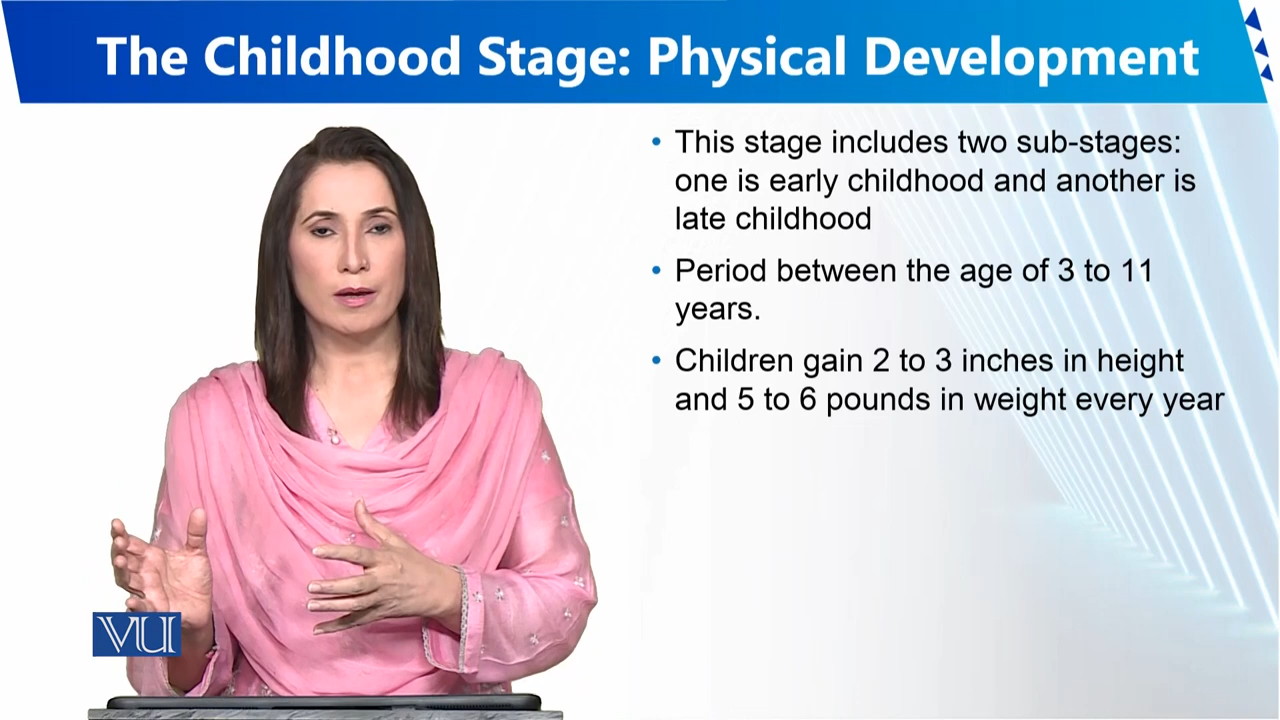 The Childhood Stage: Physical Development
• This stage includes two sub-stages:
one is early childhood and another is
late childhood
• Period between the age of 3 to 11
years.
• Children gain 2 to 3 inches in height
and 5 to 6 pounds in weight every year
VU